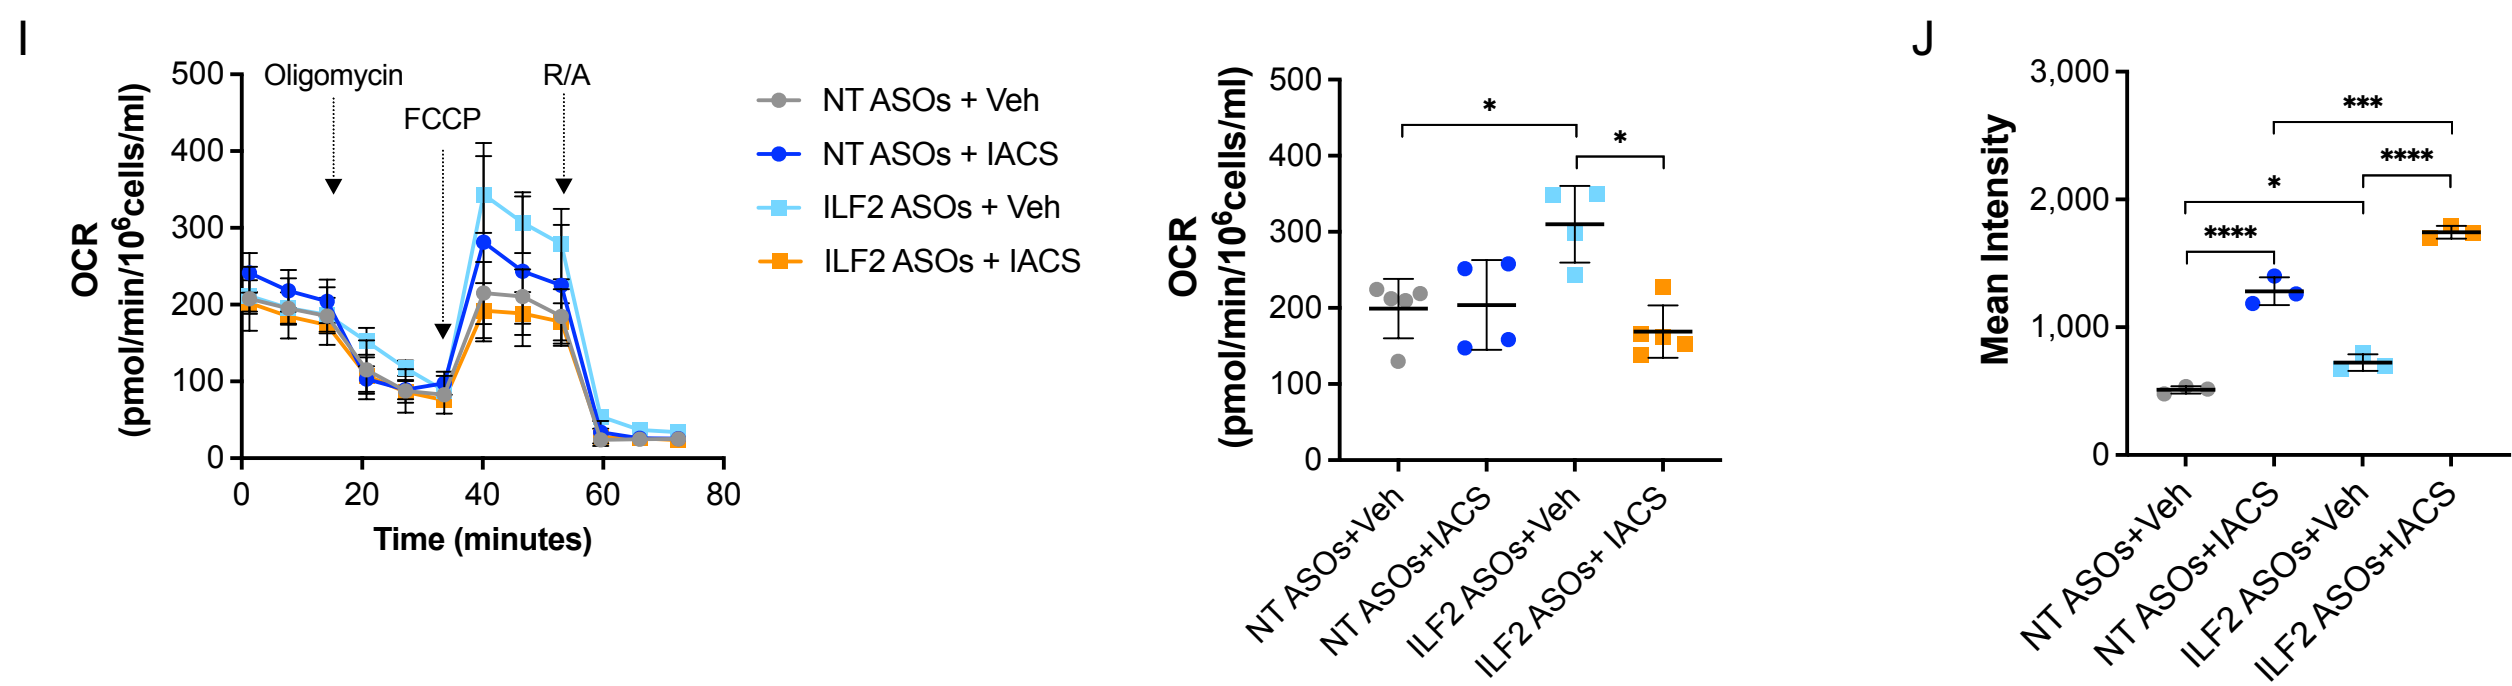 I
500
400
300
200
100
0
OCR
(pmol/min/10⁶cells/ml)
Oligomycin
FCCP
R/A
0 20 40 60 80
Time (minutes)
NT ASOs + Veh
NT ASOs + IACS
ILF2 ASOs + Veh
ILF2 ASOs + IACS
500
400
300
200
100
0
OCR
(pmol/min/10⁶cells/ml)
*
*
NT ASOs+Veh
NT ASOs+IACS
ILF2 ASOs+Veh
ILF2 ASOs+ IACS
J
3,000
2,000
1,000
0
Mean Intensity
***
****
*
****
NT ASOs+Veh
NT ASOs+IACS
ILF2 ASOs+Veh
ILF2 ASOs+IACS